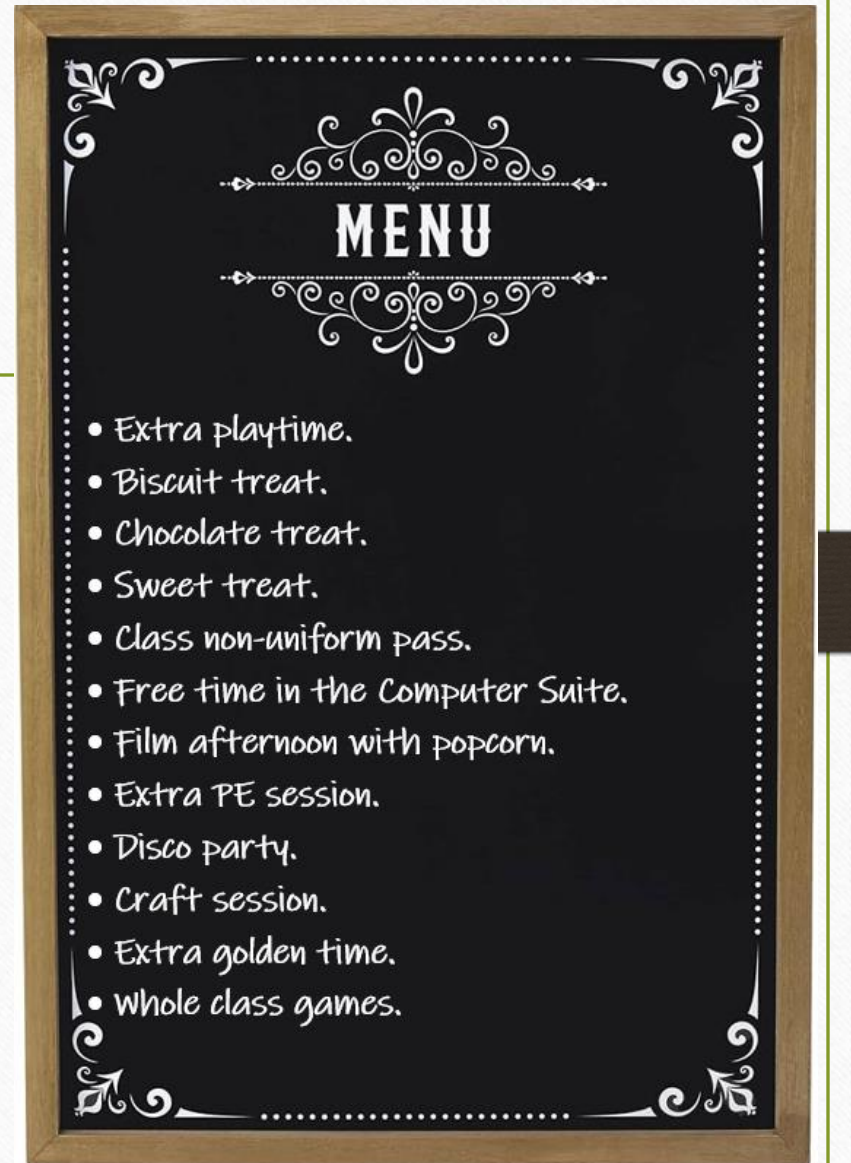 MENU
• Extra playtime.
• Biscuit treat.
• Chocolate treat.
• Sweet treat.
• Class non-uniform pass.
• Free time in the Computer Suite.
• Film afternoon with popcorn.
• Extra PE session.
• Disco party.
• Craft session.
• Extra golden time.
• Whole class games.